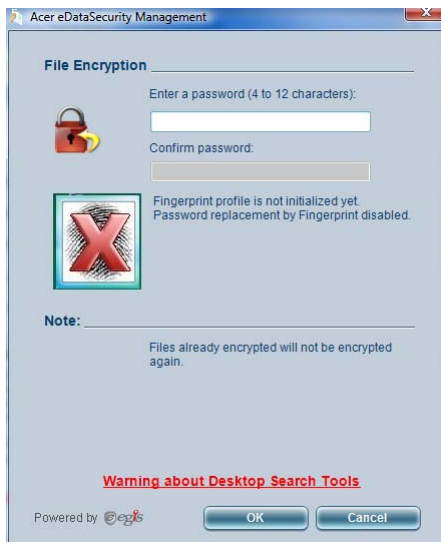 Acer eDataSecurity Management
File Encryption
Enter a password (4 to 12 characters):
Confirm password:
Fingerprint profile is not initialized yet.
Password replacement by Fingerprint disabled.
Note:
Files already encrypted will not be encrypted
again.
Warning about Desktop Search Tools
Powered by egis
OK
Cancel